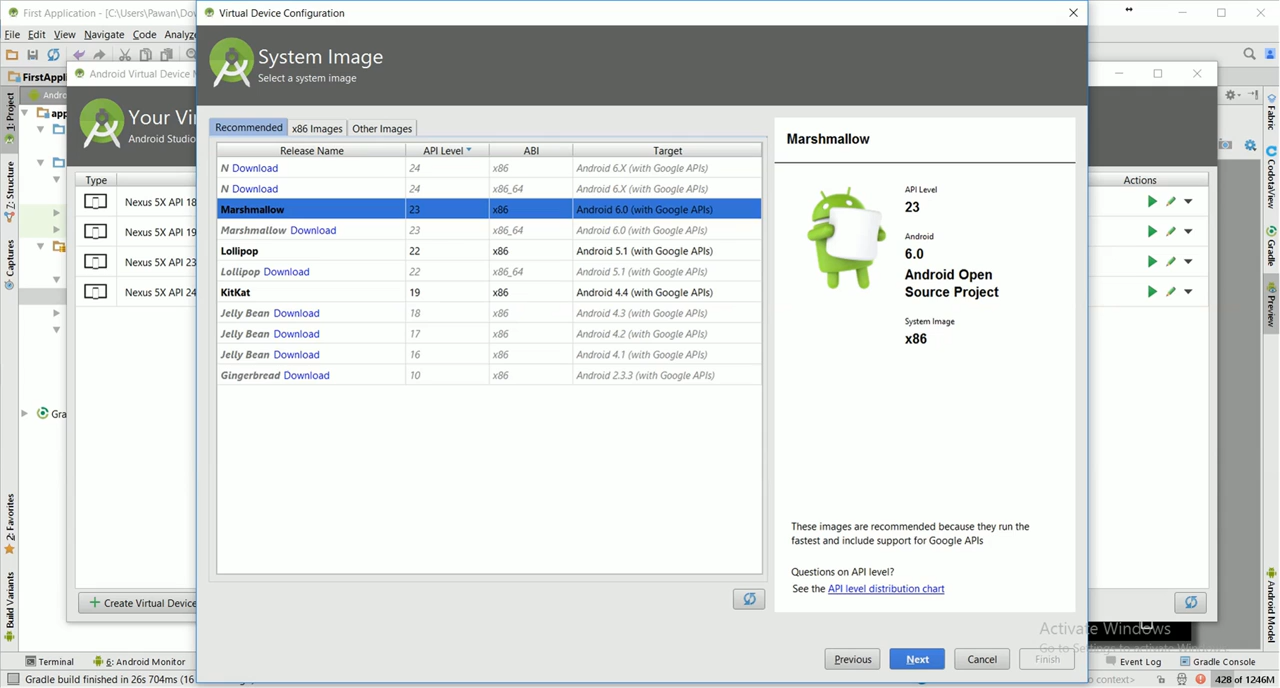 First Application - [C:\Users\Pawan\Dov
Virtual Device Configuration
File Edit View Navigate Code Analyz
System Image
Select a system image
FirstAppl
Android Virtual Device M
Andro
Your Vir
Android Studio
app
1: Project
Z: Structure
Captures
2: Favorites
Build Variants
Gra
Type
Nexus 5X API 18
Nexus 5X API 19
Nexus 5X API 23
Nexus 5X API 24
Create Virtual Device
Recommended x86 Images Other Images
Release Name API Level ABI Target
N Download 24 x86 Android 6.X (with Google APIs)
N Download 24 x86_64 Android 6.X (with Google APIs)
Marshmallow 23 x86 Android 6.0 (with Google APIs)
Marshmallow Download 23 x86_64 Android 6.0 (with Google APIs)
Lollipop 22 x86 Android 5.1 (with Google APIs)
Lollipop Download 22 x86_64 Android 5.1 (with Google APIs)
KitKat 19 x86 Android 4.4 (with Google APIs)
Jelly Bean Download 18 x86 Android 4.3 (with Google APIs)
Jelly Bean Download 17 x86 Android 4.2 (with Google APIs)
Jelly Bean Download 16 x86 Android 4.1 (with Google APIs)
Gingerbread Download 10 x86 Android 2.3.3 (with Google APIs)
Marshmallow
API Level
23
Android
6.0
Android Open
Source Project
System Image
x86
These images are recommended because they run the
fastest and include support for Google APIs
Questions on API level?
See the API level distribution chart
Previous Next Cancel Finish
Actions
Fabric
CodotaView
Gradle
Preview
Android Model
Activate Windows
Terminal 6: Android Monitor Event Log Gradle Console
Gradle build finished in 26s 704ms (16 context> 428 of 1246M